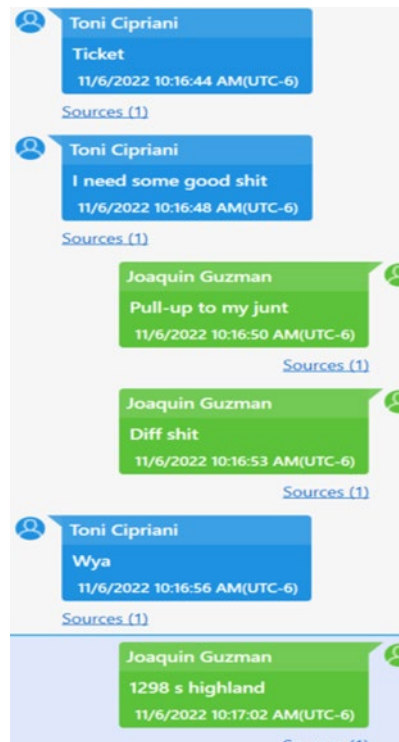 Toni Cipriani
Ticket
11/6/2022 10:16:44 AM(UTC-6)
Sources (1)
Toni Cipriani
I need some good shit
11/6/2022 10:16:48 AM(UTC-6)
Sources (1)
Joaquin Guzman
Pull-up to my junt
11/6/2022 10:16:50 AM(UTC-6)
Sources (1)
Joaquin Guzman
Diff shit
11/6/2022 10:16:53 AM(UTC-6)
Sources (1)
Toni Cipriani
Wya
11/6/2022 10:16:56 AM(UTC-6)
Sources (1)
Joaquin Guzman
1298 s highland
11/6/2022 10:17:02 AM(UTC-6)